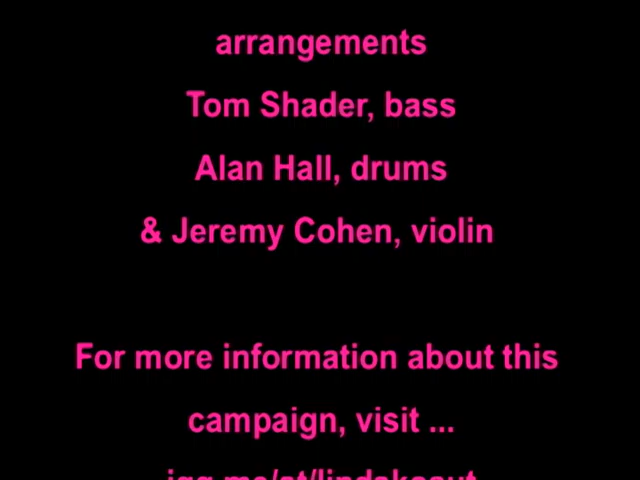 arrangements
Tom Shader, bass
Alan Hall, drums
& Jeremy Cohen, violin
For more information about this
campaign, visit ...